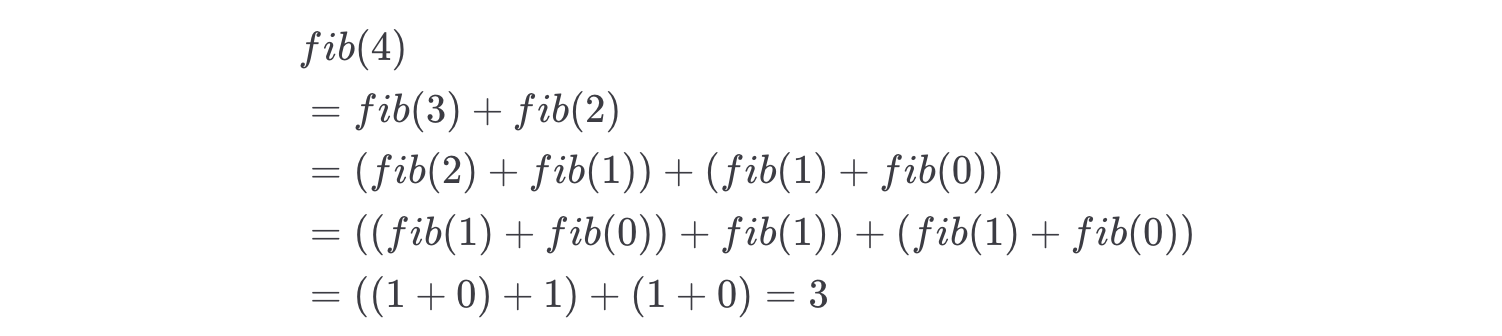 fib(4)
= fib(3) + fib(2)
= (fib(2) + fib(1)) + (fib(1) + fib(0))
= ((fib(1) + fib(0)) + fib(1)) + (fib(1) + fib(0))
= ((1 + 0) + 1) + (1 + 0) = 3